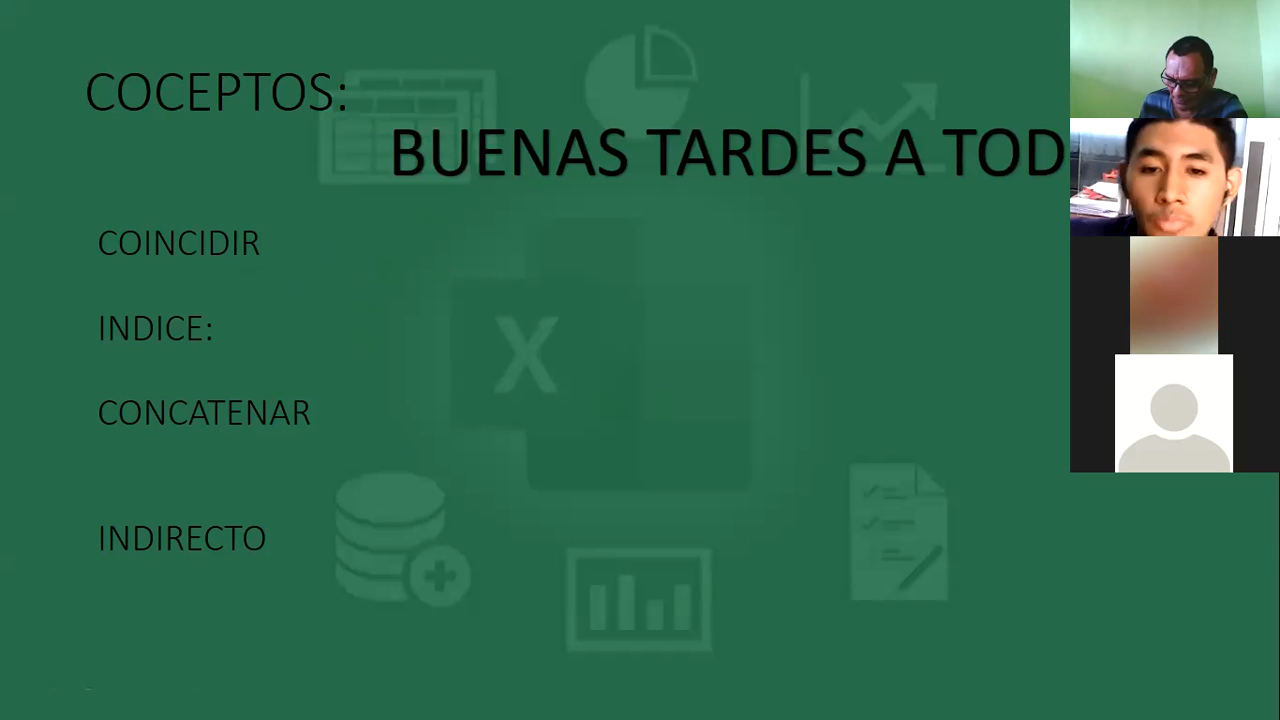 COCEPTOS:
BUENAS TARDES A TOD
COINCIDIR
INDICE:
X
CONCATENAR
INDIRECTO